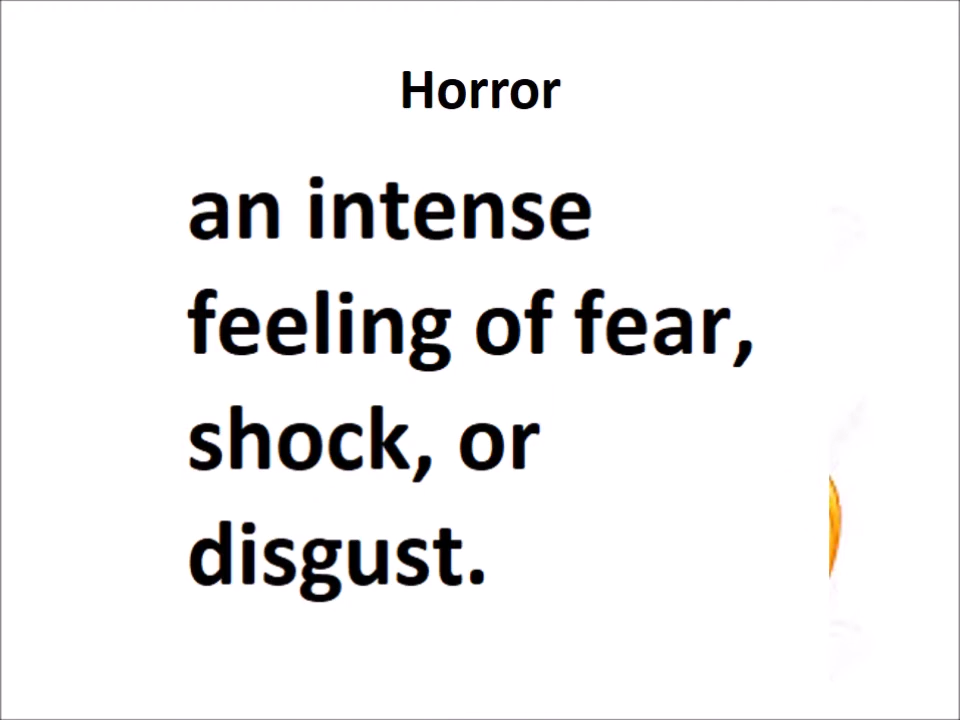 Horror
an intense
feeling of fear,
shock, or
disgust.